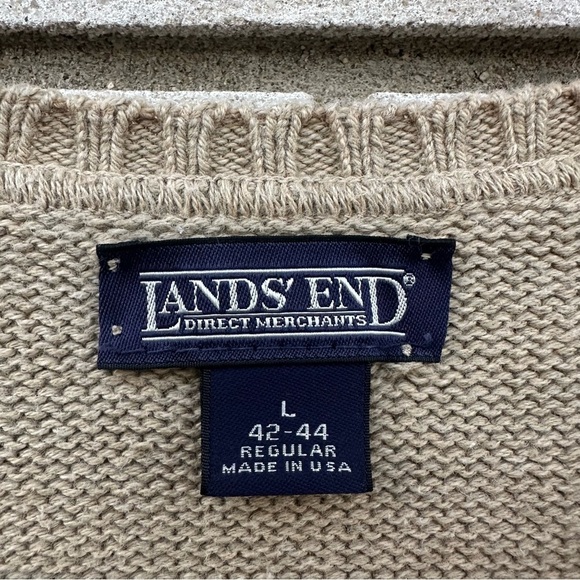 LANDS' END®
DIRECT MERCHANTS
L
42-44
REGULAR
MADE IN USA